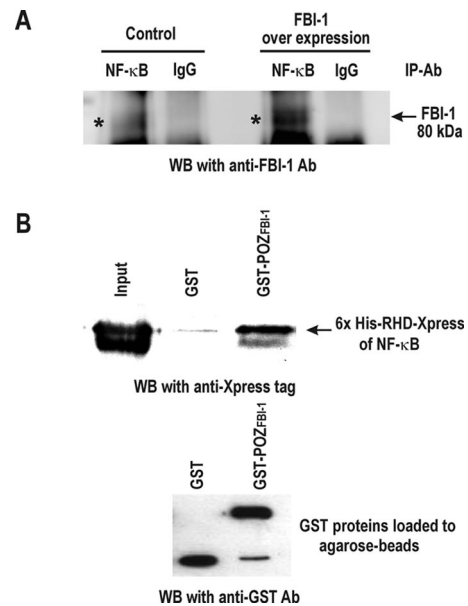 A
Control
FBI-1
over expression
NF-κB IgG NF-κB IgG IP-Ab
* * FBI-1
80 kDa
WB with anti-FBI-1 Ab
B
Input GST GST-POZFBI-1
6x His-RHD-Xpress
of NF-κB
WB with anti-Xpress tag
GST GST-POZFBI-1
GST proteins loaded to
agarose-beads
WB with anti-GST Ab